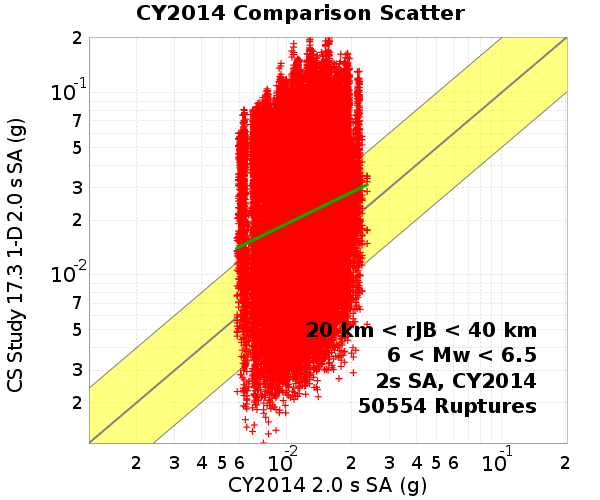 CY2014 Comparison Scatter
CS Study 17.3 1-D 2.0 s SA (g)
2
10^-1
7
5
3
2
10^-2
7
5
3
2
20 km < rJB < 40 km
6 < Mw < 6.5
2s SA, CY2014
50554 Ruptures
2 3 4 5 6 10^-2 2 3 4 5 6 10^-1 2
CY2014 2.0 s SA (g)